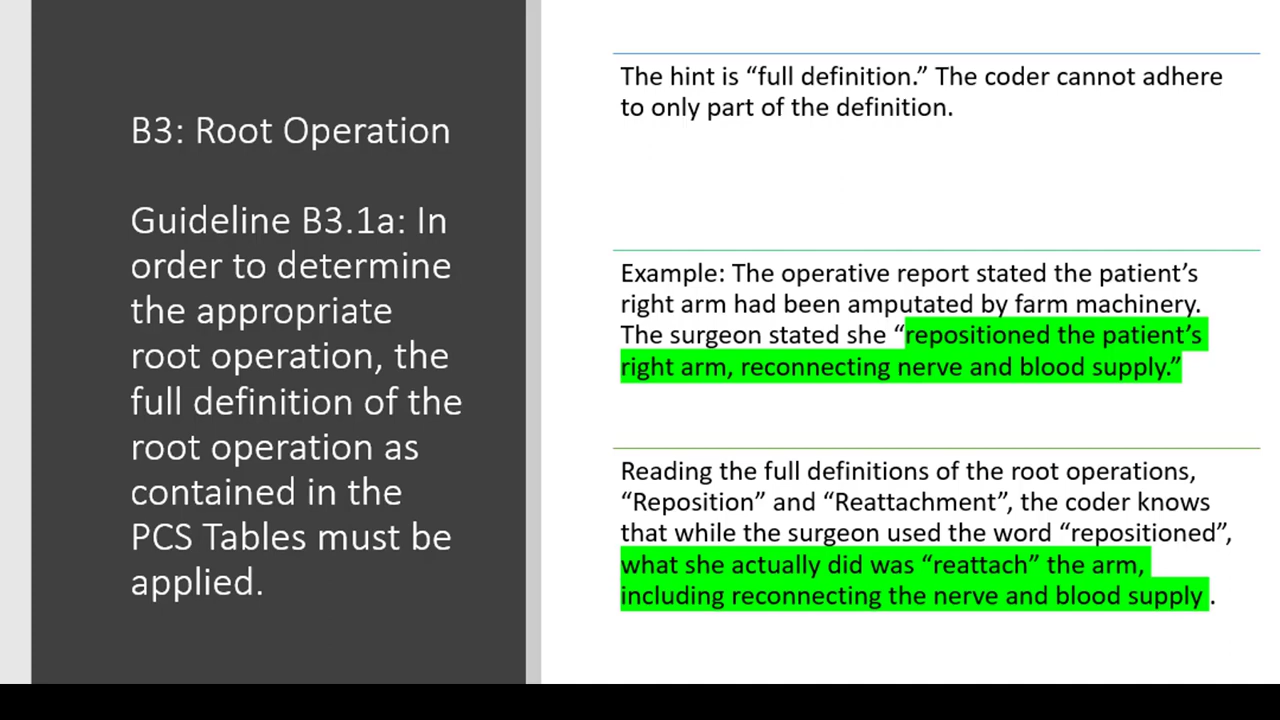 B3: Root Operation
Guideline B3.1a: In
order to determine
the appropriate
root operation, the
full definition of the
root operation as
contained in the
PCS Tables must be
applied.
The hint is “full definition.” The coder cannot adhere
to only part of the definition.
Example: The operative report stated the patient’s
right arm had been amputated by farm machinery.
The surgeon stated she “repositioned the patient’s
right arm, reconnecting nerve and blood supply.”
Reading the full definitions of the root operations,
“Reposition” and “Reattachment”, the coder knows
that while the surgeon used the word “repositioned”,
what she actually did was “reattach” the arm,
including reconnecting the nerve and blood supply .